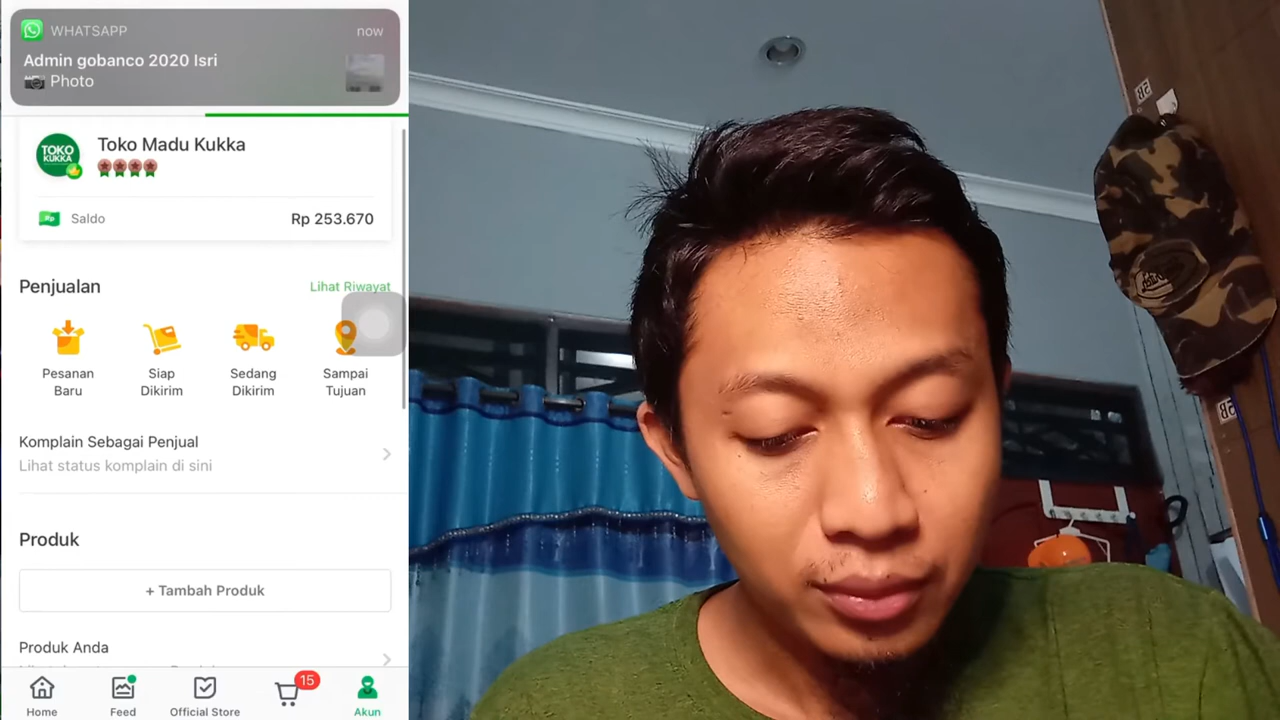 WHATSAPP
now
Admin gobanco 2020 Isri
Photo
TOKO
KUKKA
Toko Madu Kukka
Rp
Saldo
Rp 253.670
Penjualan
Lihat Riwayat
Pesanan
Baru
Siap
Dikirim
Sedang
Dikirim
Sampai
Tujuan
Komplain Sebagai Penjual
Lihat status komplain di sini
Produk
+ Tambah Produk
Produk Anda
15
Home
Feed
Official Store
Akun